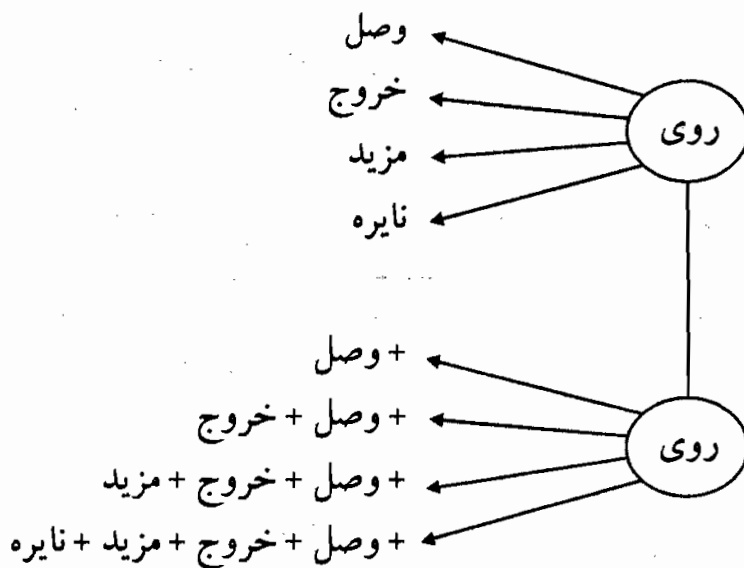 وصل
خروج
روی
مزید
نایره
+ وصل
+ وصل + خروج
روی
+ وصل + خروج + مزید
+ وصل + خروج + مزید + نایره